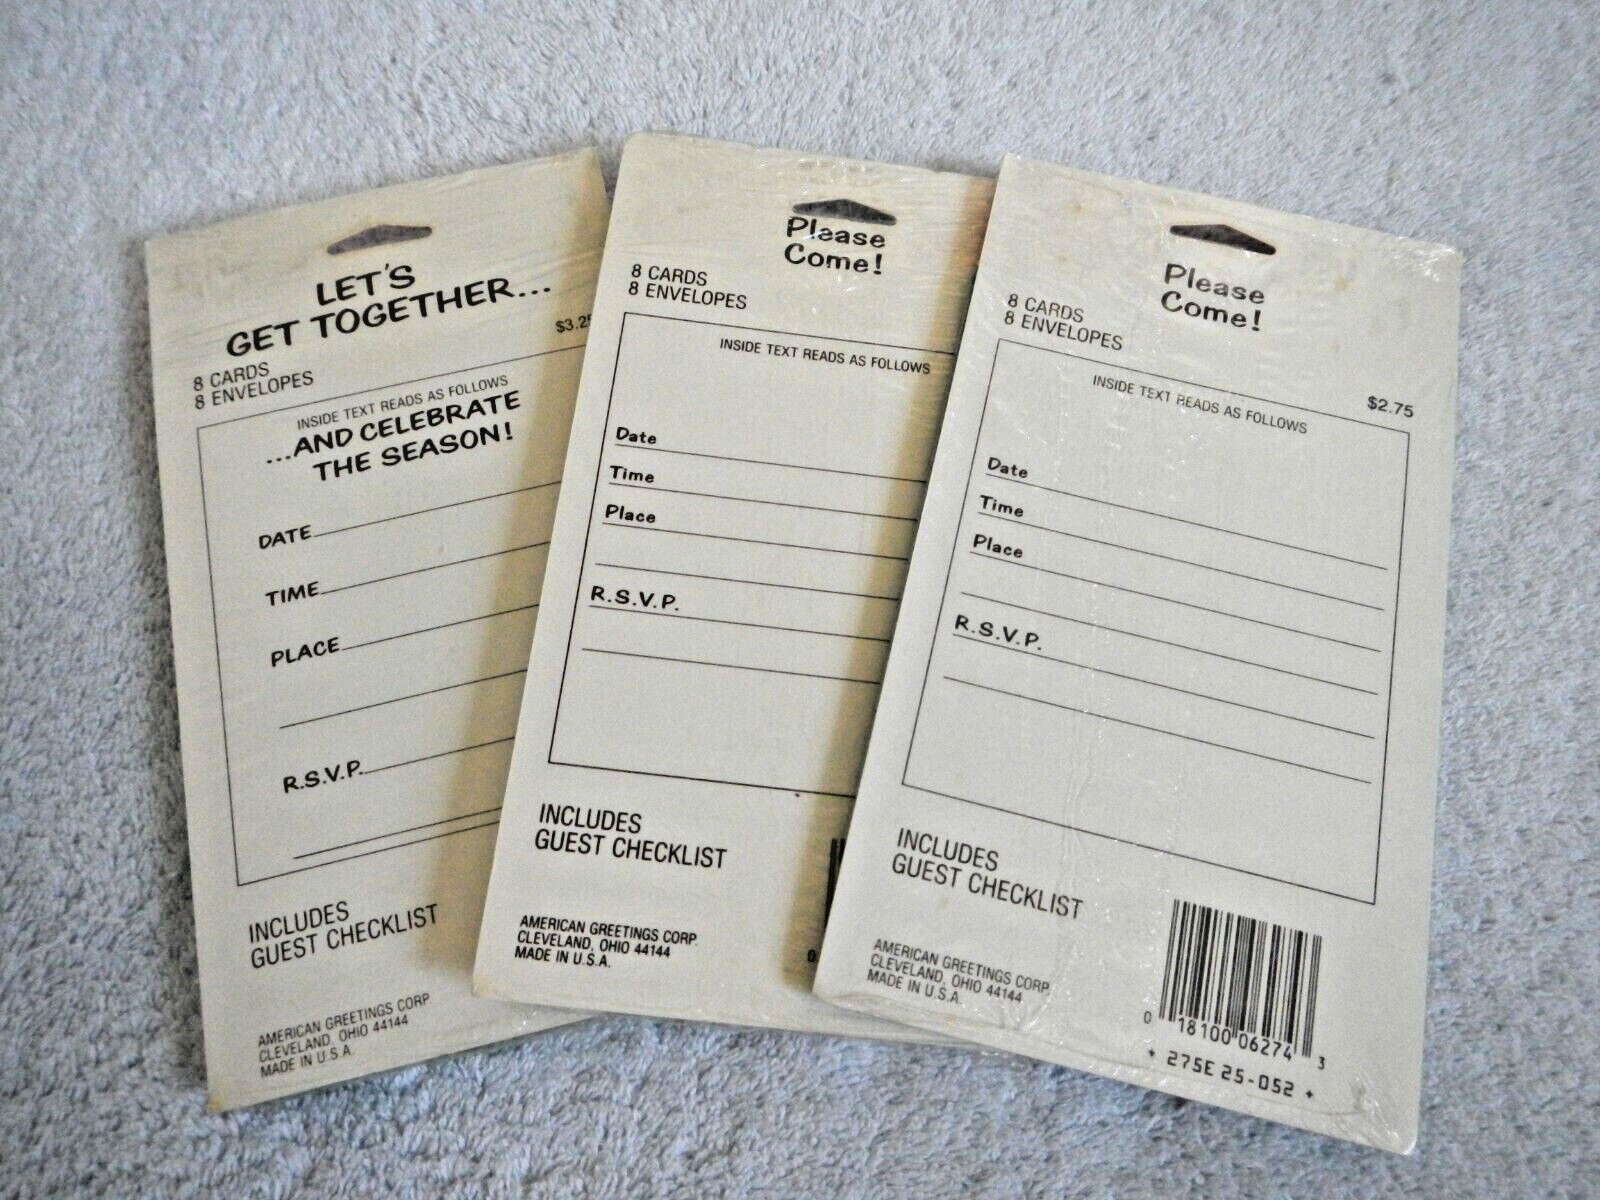 LET'S
GET TOGETHER...
$3.25
8 CARDS
8 ENVELOPES
INSIDE TEXT READS AS FOLLOWS
...AND CELEBRATE
THE SEASON!
DATE
TIME
PLACE
R.S.V.P.
INCLUDES
GUEST CHECKLIST
AMERICAN GREETINGS CORP.
CLEVELAND, OHIO 44144
MADE IN U.S.A.
Please
Come!
8 CARDS
8 ENVELOPES
INSIDE TEXT READS AS FOLLOWS
Date
Time
Place
R.S.V.P.
INCLUDES
GUEST CHECKLIST
AMERICAN GREETINGS CORP.
CLEVELAND, OHIO 44144
MADE IN U.S.A.
0
Please
Come!
8 CARDS
8 ENVELOPES
$2.75
INSIDE TEXT READS AS FOLLOWS
Date
Time
Place
R.S.V.P.
INCLUDES
GUEST CHECKLIST
AMERICAN GREETINGS CORP.
CLEVELAND, OHIO 44144
MADE IN U.S.A.
0 18100 06274 3
* 275E 25-052 *